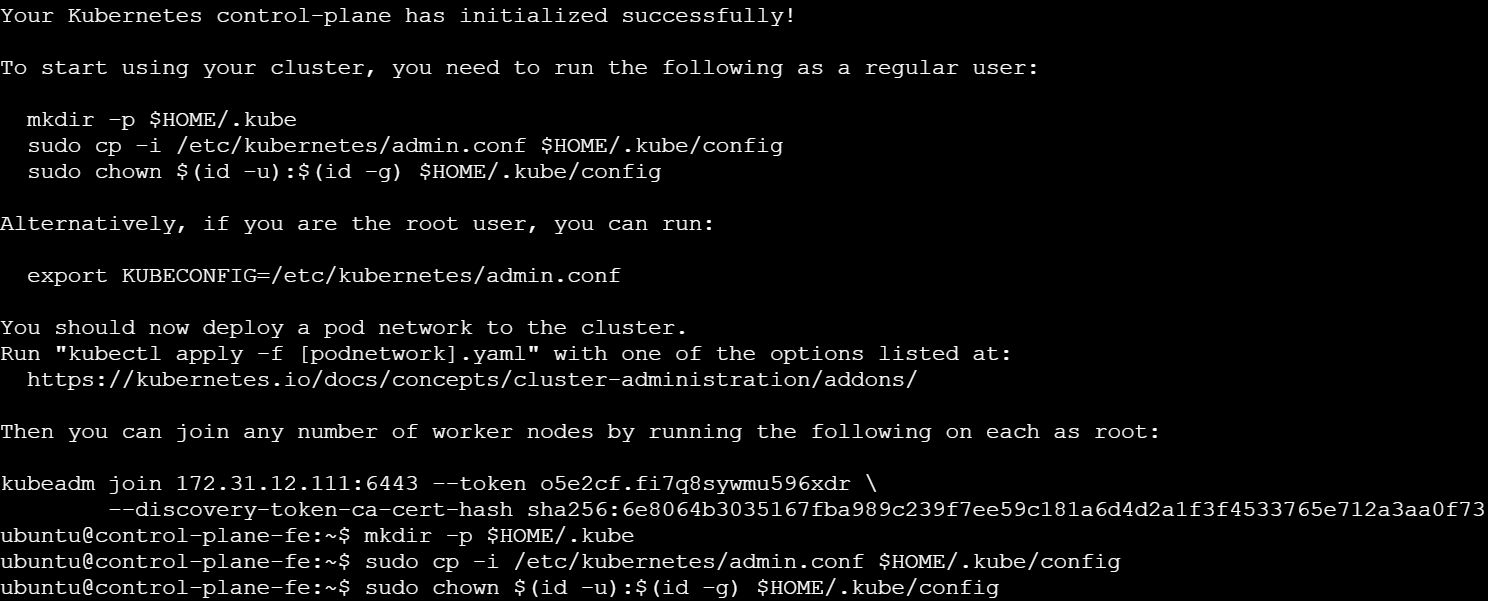 Your Kubernetes control-plane has initialized successfully!
To start using your cluster, you need to run the following as a regular user:
mkdir -p $HOME/.kube
sudo cp -i /etc/kubernetes/admin.conf $HOME/.kube/config
sudo chown $(id -u):$(id -g) $HOME/.kube/config
Alternatively, if you are the root user, you can run:
export KUBECONFIG=/etc/kubernetes/admin.conf
You should now deploy a pod network to the cluster.
Run "kubectl apply -f [podnetwork].yaml" with one of the options listed at:
https://kubernetes.io/docs/concepts/cluster-administration/addons/
Then you can join any number of worker nodes by running the following on each as root:
kubeadm join 172.31.12.111:6443 --token o5e2cf.fi7q8sywmu596xdr \
--discovery-token-ca-cert-hash sha256:6e8064b3035167fba989c239f7ee59c181a6d4d2a1f3f4533765e712a3aa0f73
ubuntu@control-plane-fe:~$ mkdir -p $HOME/.kube
ubuntu@control-plane-fe:~$ sudo cp -i /etc/kubernetes/admin.conf $HOME/.kube/config
ubuntu@control-plane-fe:~$ sudo chown $(id -u):$(id -g) $HOME/.kube/config